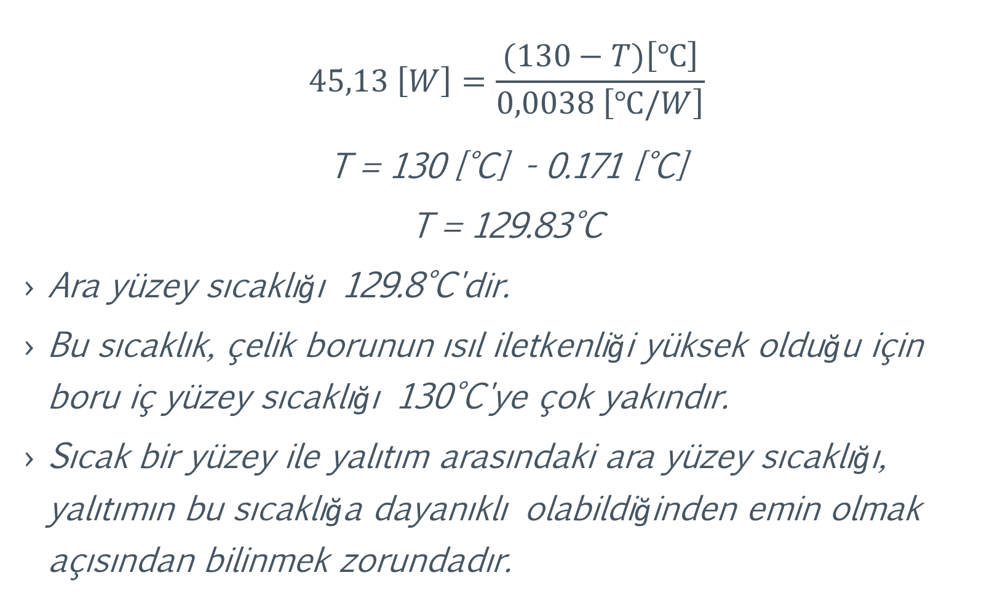 45,13 [W] = (130 − T)[°C] / 0,0038 [°C/W]
T = 130 [°C] - 0.171 [°C]
T = 129.83°C
› Ara yüzey sıcaklığı 129.8°C'dir.
› Bu sıcaklık, çelik borunun ısıl iletkenliği yüksek olduğu için
boru iç yüzey sıcaklığı 130°C'ye çok yakındır.
› Sıcak bir yüzey ile yalıtım arasındaki ara yüzey sıcaklığı,
yalıtımın bu sıcaklığa dayanıklı olabildiğinden emin olmak
açısından bilinmek zorundadır.